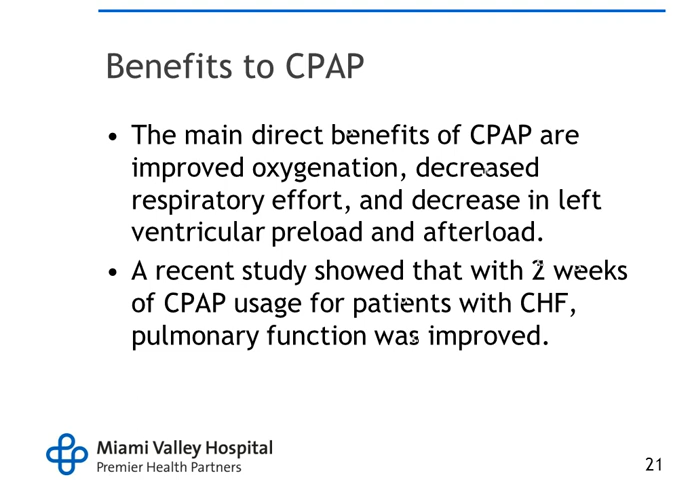 Benefits to CPAP
• The main direct benefits of CPAP are
improved oxygenation, decreased
respiratory effort, and decrease in left
ventricular preload and afterload.
• A recent study showed that with 2 weeks
of CPAP usage for patients with CHF,
pulmonary function was improved.
Miami Valley Hospital
Premier Health Partners
21